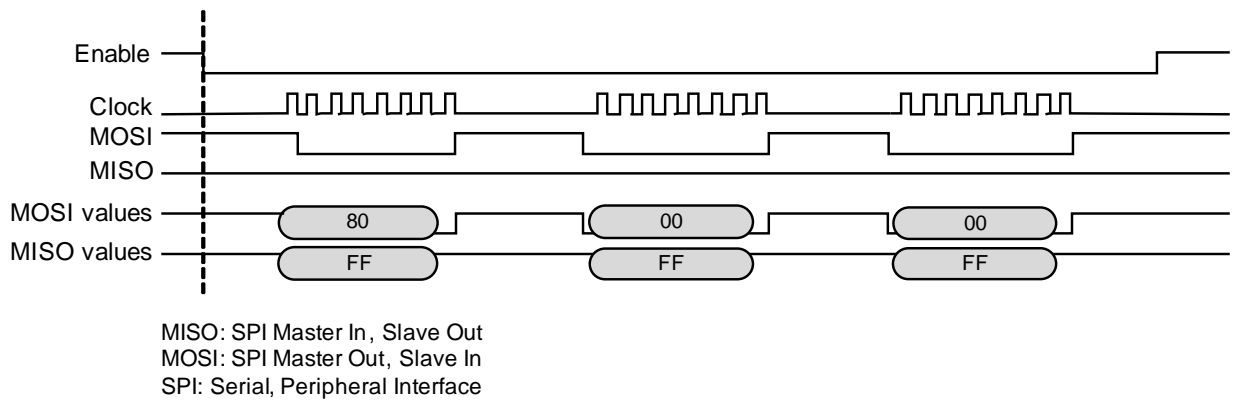 Enable
Clock
MOSI
MISO
MOSI values 80 00 00
MISO values FF FF FF
MISO: SPI Master In, Slave Out
MOSI: SPI Master Out, Slave In
SPI: Serial, Peripheral Interface